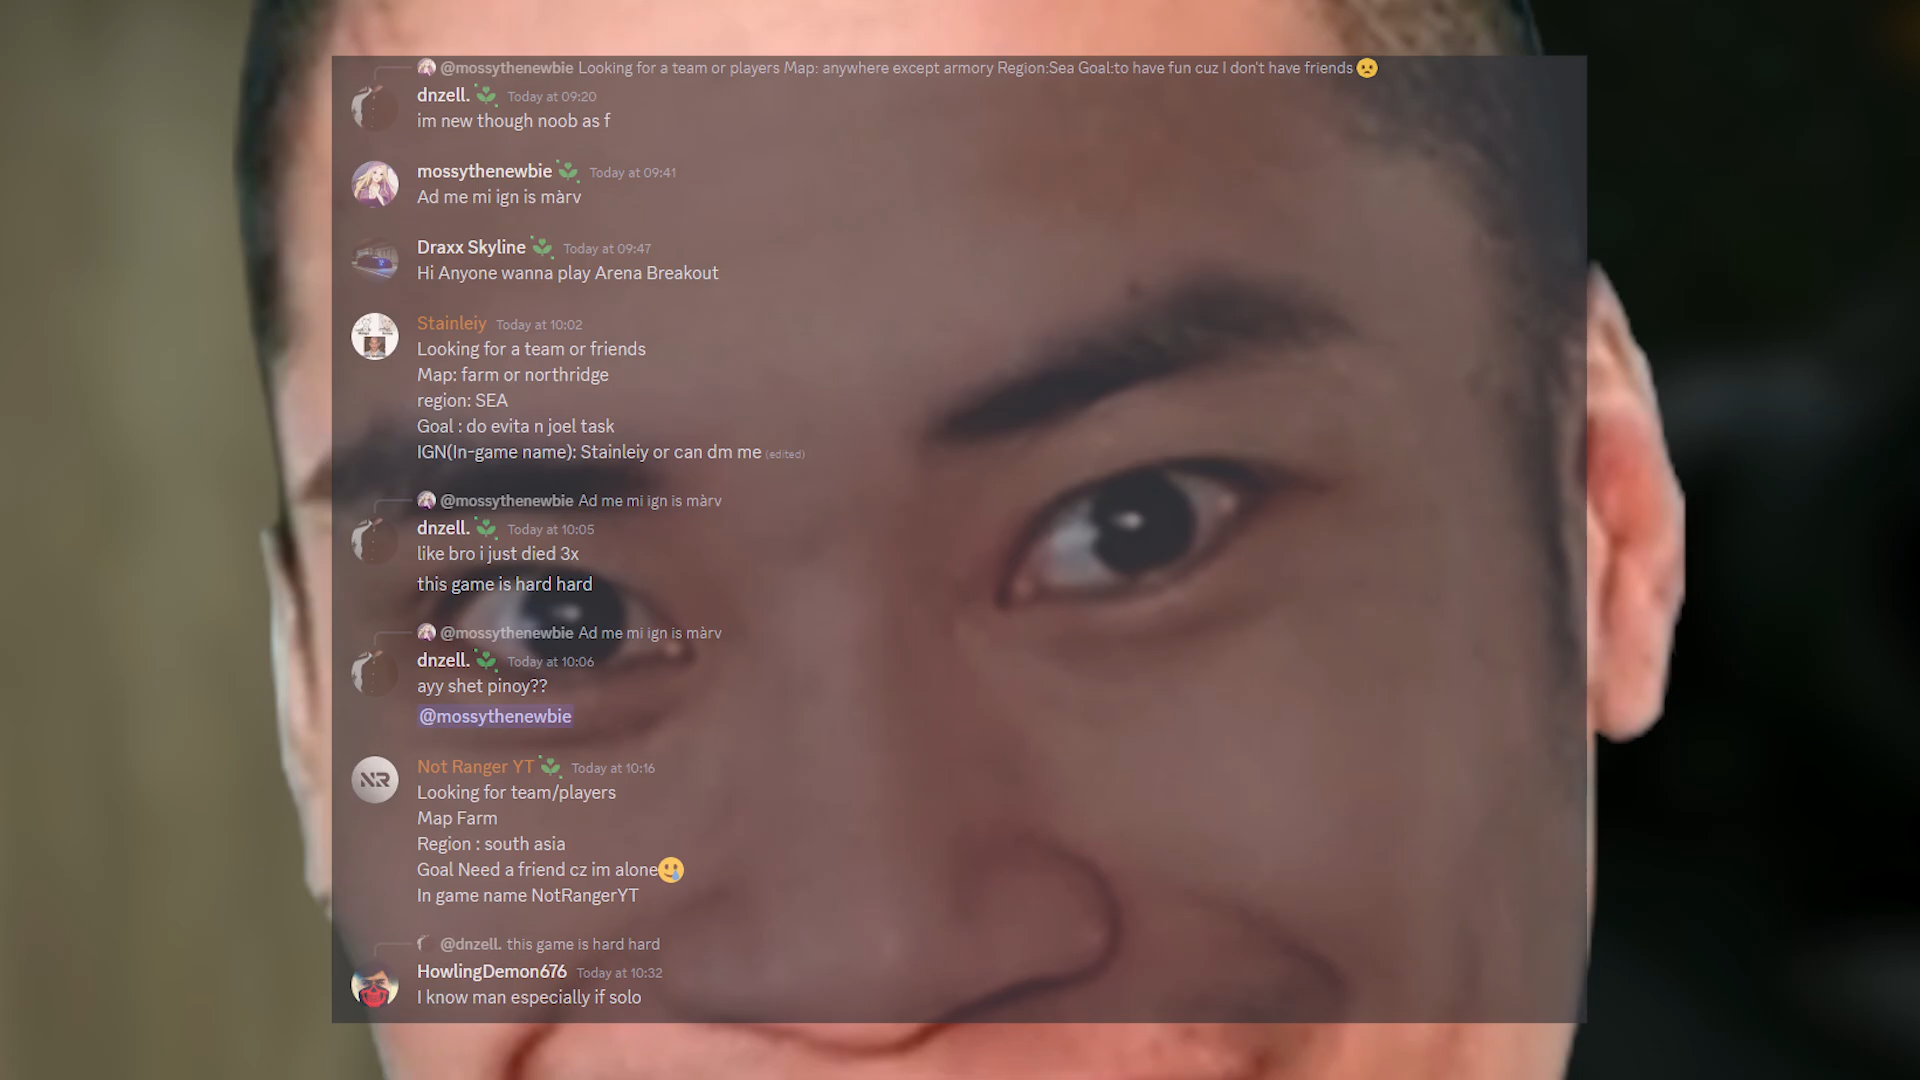 @mossythenewbie Looking for a team or players Map: anywhere except armory Region:Sea Goal:to have fun cuz I don't have friends 🙁
dnzell. Today at 09:20
im new though noob as f
mossythenewbie Today at 09:41
Ad me mi ign is màrv
Draxx Skyline Today at 09:47
Hi Anyone wanna play Arena Breakout
Stainleiy Today at 10:02
Looking for a team or friends
Map: farm or northridge
region: SEA
Goal : do evita n joel task
IGN(In-game name): Stainleiy or can dm me (edited)
@mossythenewbie Ad me mi ign is màrv
dnzell. Today at 10:05
like bro i just died 3x
this game is hard hard
@mossythenewbie Ad me mi ign is màrv
dnzell. Today at 10:06
ayy shet pinoy??
@mossythenewbie
NR
Not Ranger YT Today at 10:16
Looking for team/players
Map Farm
Region : south asia
Goal Need a friend cz im alone🥲
In game name NotRangerYT
@dnzell. this game is hard hard
HowlingDemon676 Today at 10:32
I know man especially if solo